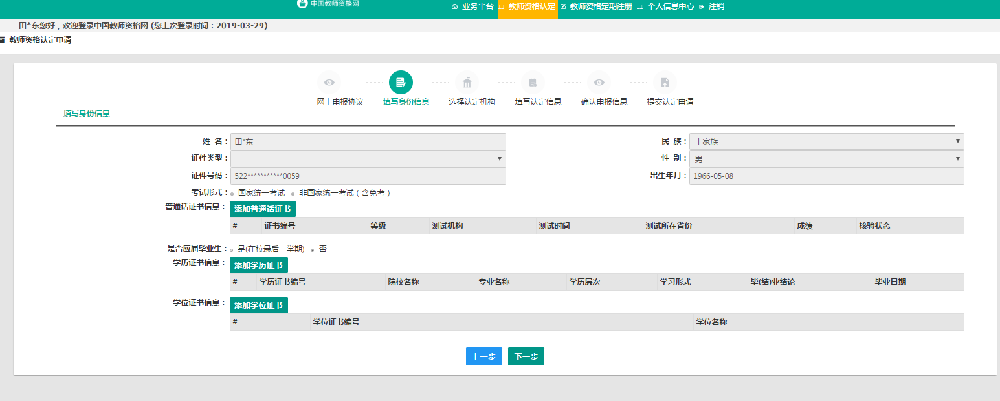 中国教师资格网
业务平台 教师资格认定 教师资格定期注册 个人信息中心 注销
田*东您好，欢迎登录中国教师资格网 (您上次登录时间：2019-03-29)
教师资格认定申请
网上申报协议 填写身份信息 选择认定机构 填写认定信息 确认申报信息 提交认定申请
填写身份信息
姓 名： 田*东 民 族： 土家族
证件类型： 性 别： 男
证件号码： 522***********0059 出生年月： 1966-05-08
考试形式： 国家统一考试 非国家统一考试（含免考）
普通话证书信息： 添加普通话证书
# 证书编号 等级 测试机构 测试时间 测试所在省份 成绩 核验状态
是否应届毕业生： 是(在校最后一学期) 否
学历证书信息： 添加学历证书
# 学历证书编号 院校名称 专业名称 学历层次 学习形式 毕(结)业结论 毕业日期
学位证书信息： 添加学位证书
# 学位证书编号 学位名称
上一步 下一步